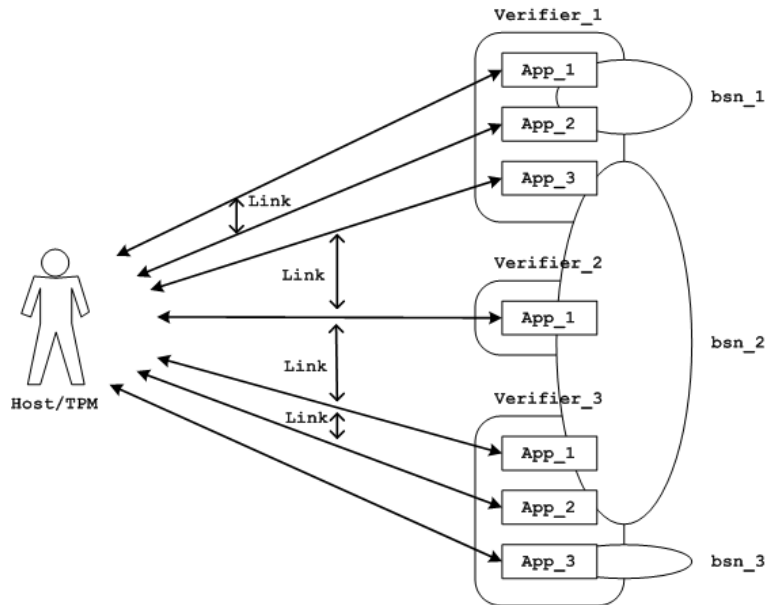 Verifier_1
App_1
bsn_1
App_2
App_3
Link
Link
Verifier_2
App_1
bsn_2
Link
Host/TPM
Verifier_3
Link
App_1
App_2
App_3
bsn_3